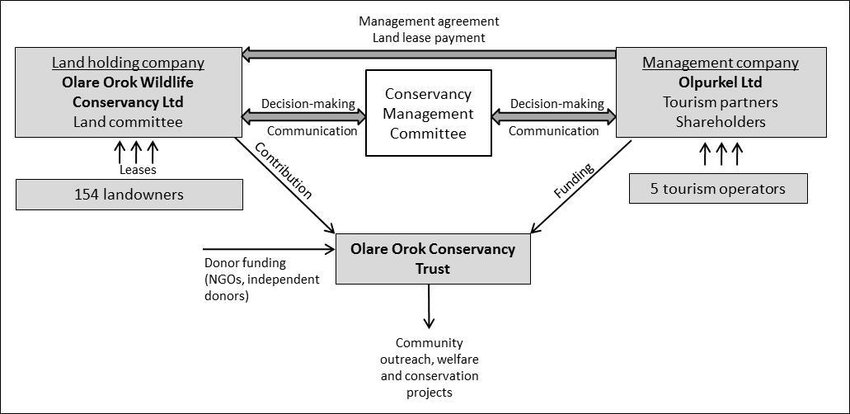 Management agreement
Land lease payment
Land holding company
Olare Orok Wildlife
Conservancy Ltd
Land committee
Decision-making
Communication
Conservancy
Management
Committee
Decision-making
Communication
Management company
Olpurkel Ltd
Tourism partners
Shareholders
Leases
154 landowners
Contribution
Funding
5 tourism operators
Olare Orok Conservancy
Trust
Donor funding
(NGOs, independent
donors)
Community
outreach, welfare
and conservation
projects